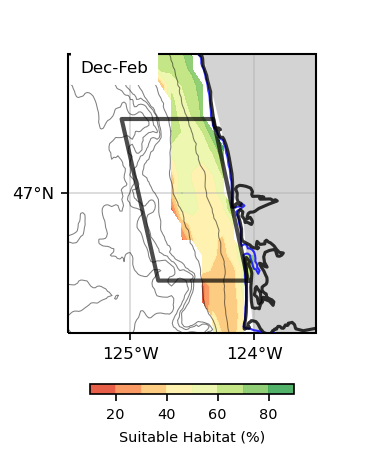 Dec-Feb
47°N
125°W 124°W
20 40 60 80
Suitable Habitat (%)